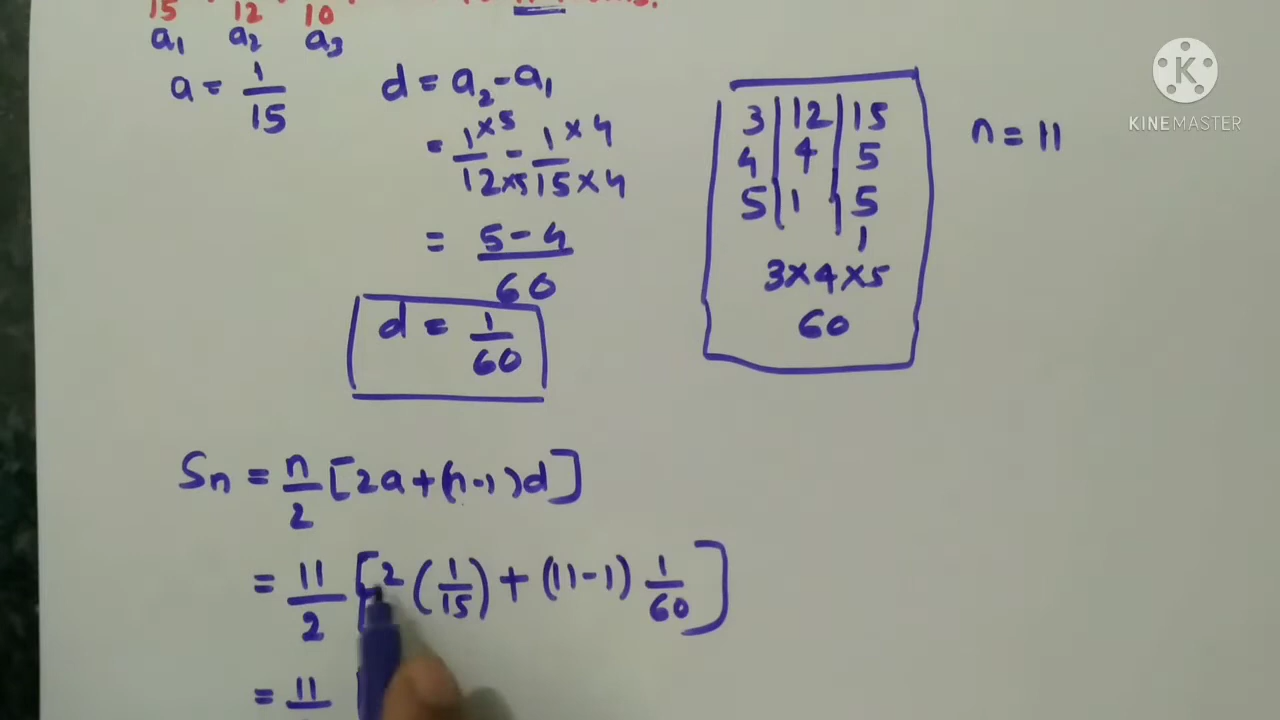 15 12 10
a1 a2 a3
a = 1/15 d = a2 - a1
= 1×5/12×5 - 1×4/15×4
= 5-4/60
d = 1/60
3 | 12 | 15
4 | 4 | 5
5 | 1 | 5
1
3×4×5
60
n = 11
K
KINEMASTER
Sn = n/2 [2a+(n-1)d]
= 11/2 [2(1/15) + (11-1) 1/60]
= 11 [